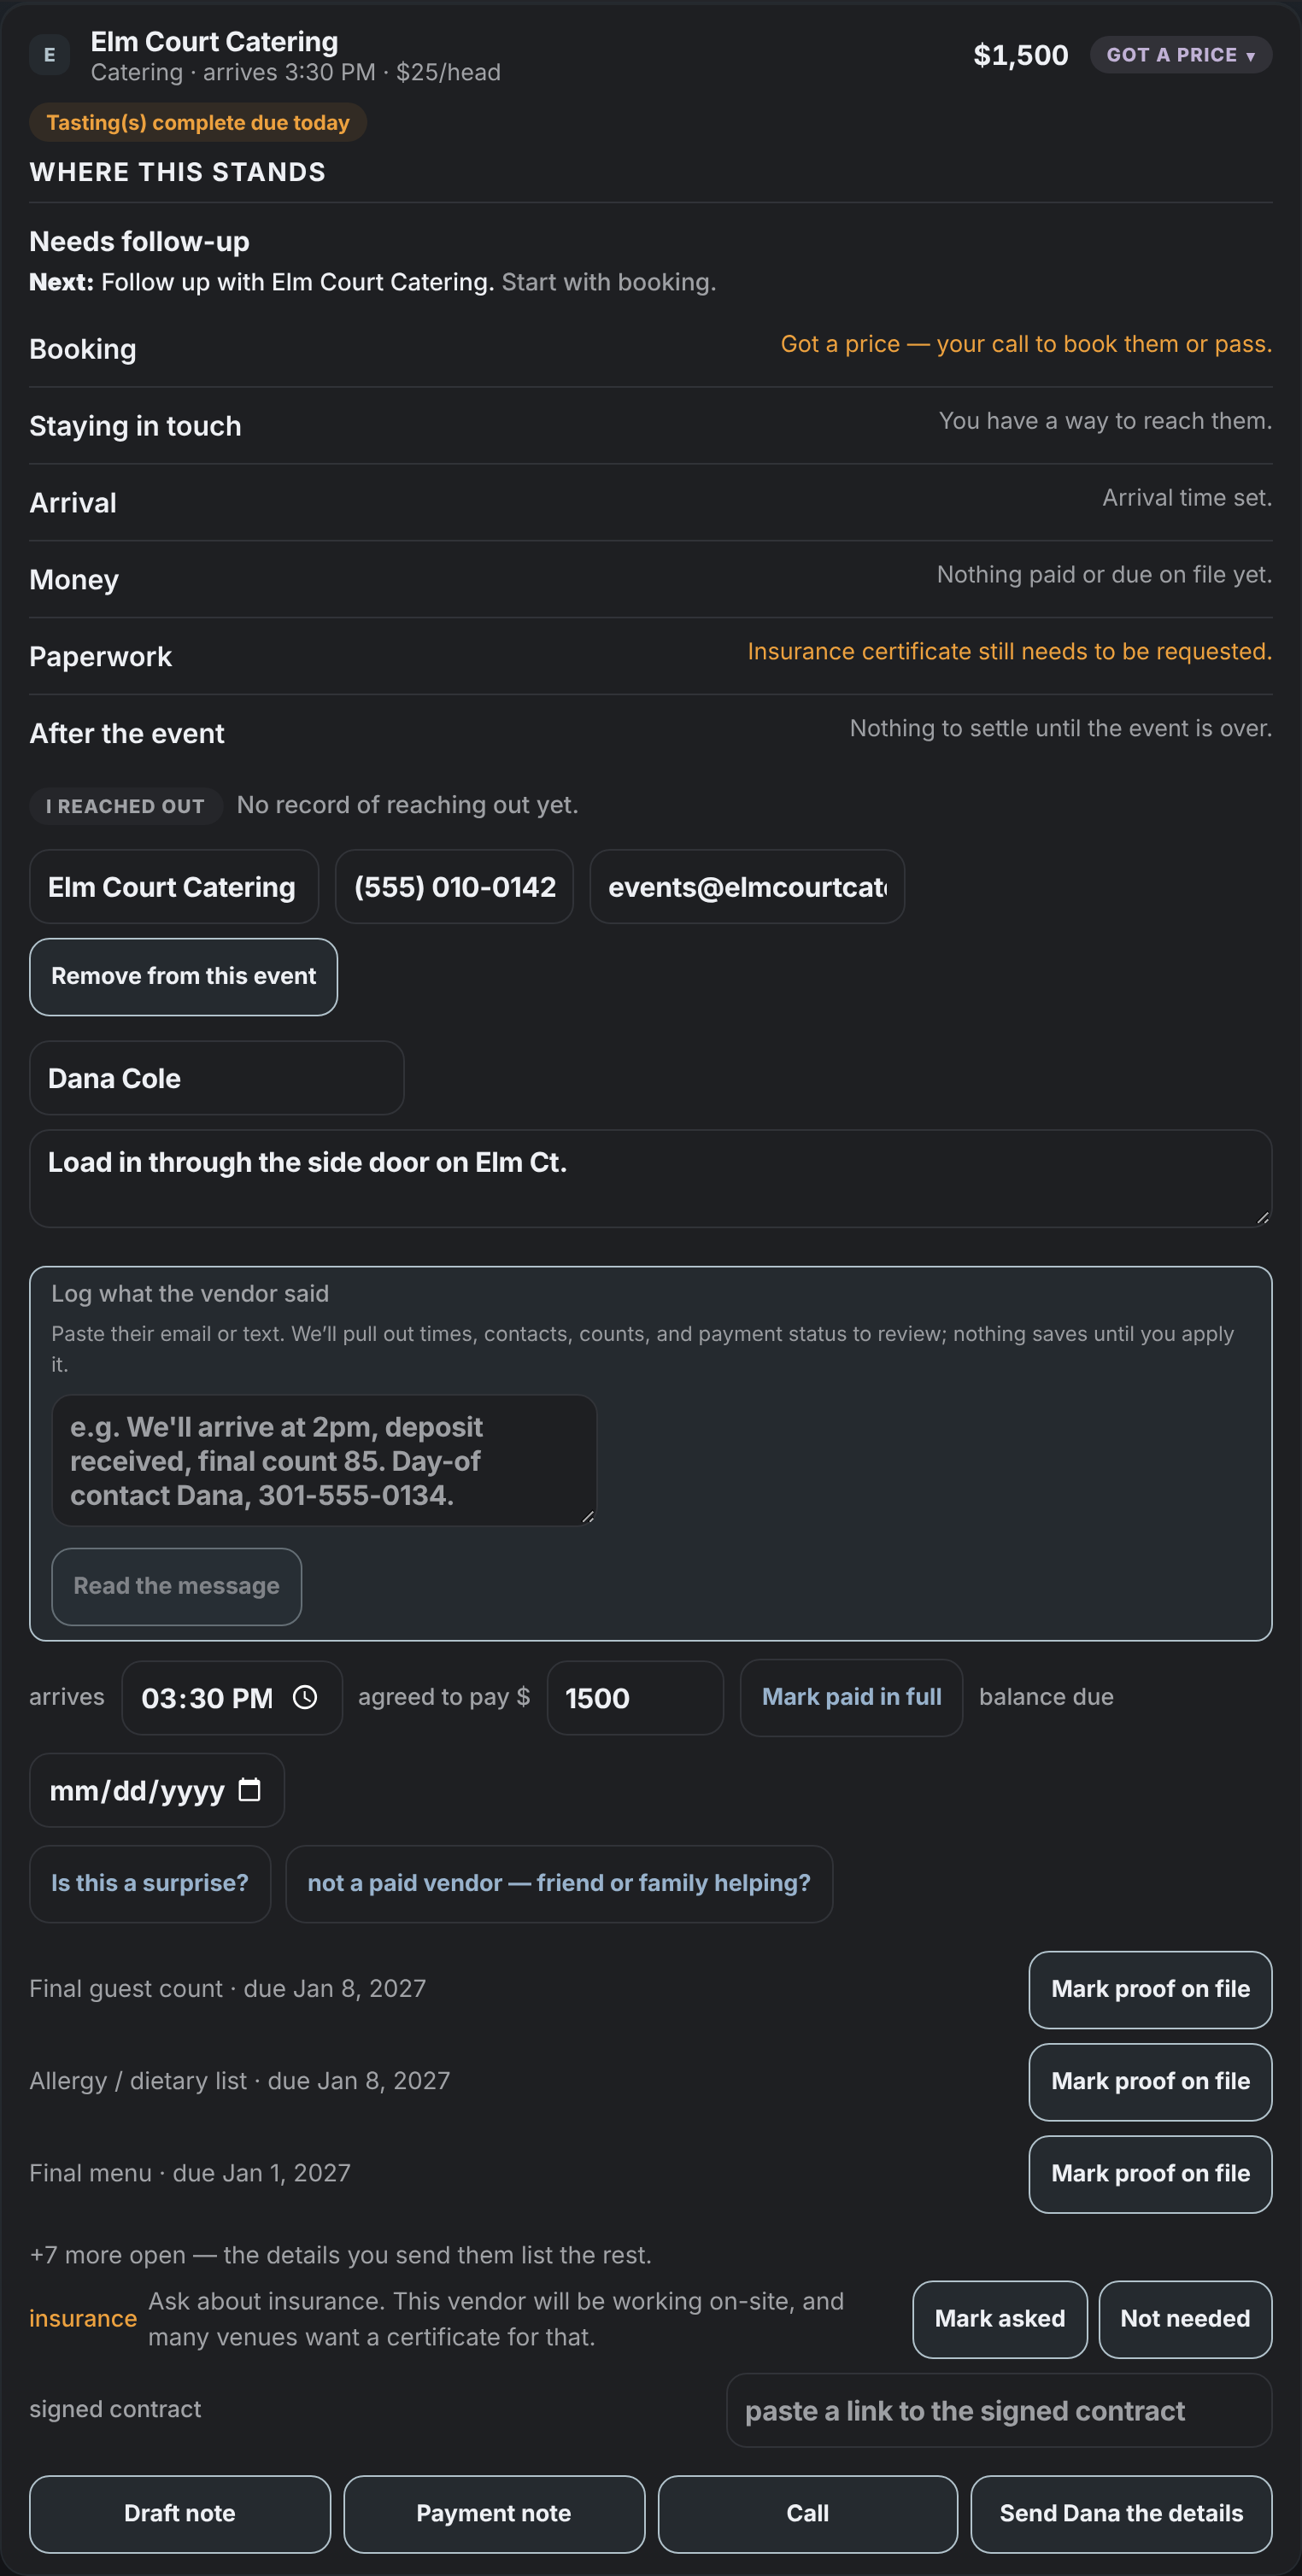 E
Elm Court Catering
Catering · arrives 3:30 PM · $25/head
$1,500
GOT A PRICE ▾
Tasting(s) complete due today
WHERE THIS STANDS
Needs follow-up
Next: Follow up with Elm Court Catering. Start with booking.
Booking
Got a price — your call to book them or pass.
Staying in touch
You have a way to reach them.
Arrival
Arrival time set.
Money
Nothing paid or due on file yet.
Paperwork
Insurance certificate still needs to be requested.
After the event
Nothing to settle until the event is over.
I REACHED OUT
No record of reaching out yet.
Elm Court Catering
(555) 010-0142
events@elmcourtcat
Remove from this event
Dana Cole
Load in through the side door on Elm Ct.
Log what the vendor said
Paste their email or text. We’ll pull out times, contacts, counts, and payment status to review; nothing saves until you apply
it.
e.g. We'll arrive at 2pm, deposit
received, final count 85. Day-of
contact Dana, 301-555-0134.
Read the message
arrives
03:30 PM
agreed to pay $
1500
Mark paid in full
balance due
mm/dd/yyyy
Is this a surprise?
not a paid vendor — friend or family helping?
Final guest count · due Jan 8, 2027
Mark proof on file
Allergy / dietary list · due Jan 8, 2027
Mark proof on file
Final menu · due Jan 1, 2027
Mark proof on file
+7 more open — the details you send them list the rest.
insurance
Ask about insurance. This vendor will be working on-site, and
many venues want a certificate for that.
Mark asked
Not needed
signed contract
paste a link to the signed contract
Draft note
Payment note
Call
Send Dana the details